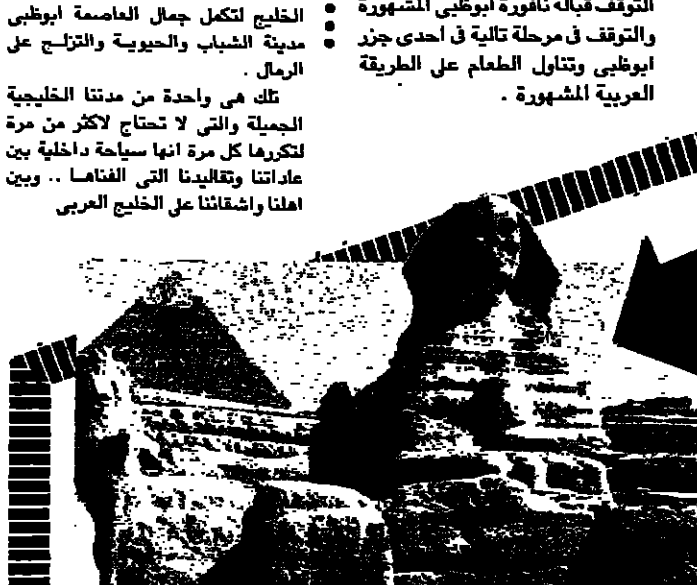 التوقف قبالة نافورة ابوظبى المشهورة
والتوقف فى مرحلة تالية فى احدى جزر
ابوظبى وتتاول الطعام على الطريقة
العربية المشهورة .
الخليج لتكمل جمال العاصمة ابوظبى
مدينة الشباب والحيوية والتزلج على
الرمال .
تلك هى واحدة من مدننا الخليجية
الجميلة والتى لا تحتاج لاكثر من مرة
لتكررها كل مرة انها سياحة داخلية بين
عاداتنا وتقاليدنا التى الفناها .. وبين
اهلنا واشقائنا على الخليج العربى